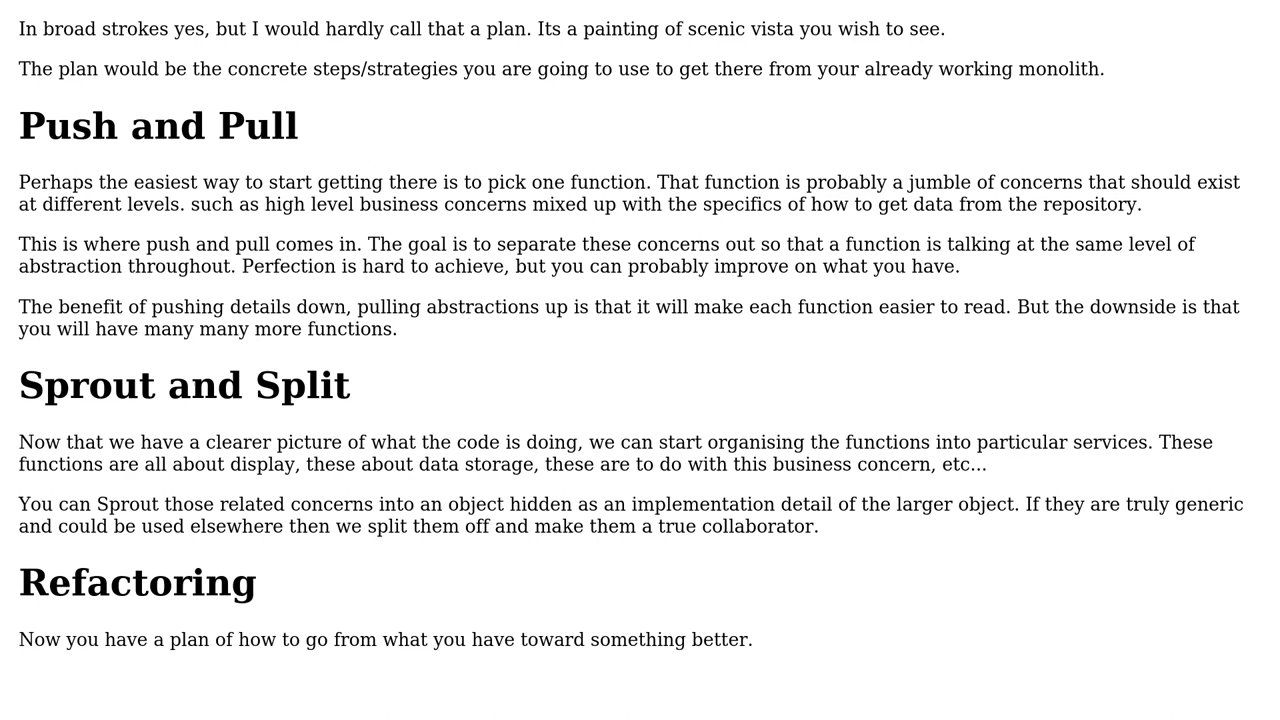 In broad strokes yes, but I would hardly call that a plan. Its a painting of scenic vista you wish to see.
The plan would be the concrete steps/strategies you are going to use to get there from your already working monolith.
Push and Pull
Perhaps the easiest way to start getting there is to pick one function. That function is probably a jumble of concerns that should exist
at different levels. such as high level business concerns mixed up with the specifics of how to get data from the repository.
This is where push and pull comes in. The goal is to separate these concerns out so that a function is talking at the same level of
abstraction throughout. Perfection is hard to achieve, but you can probably improve on what you have.
The benefit of pushing details down, pulling abstractions up is that it will make each function easier to read. But the downside is that
you will have many many more functions.
Sprout and Split
Now that we have a clearer picture of what the code is doing, we can start organising the functions into particular services. These
functions are all about display, these about data storage, these are to do with this business concern, etc...
You can Sprout those related concerns into an object hidden as an implementation detail of the larger object. If they are truly generic
and could be used elsewhere then we split them off and make them a true collaborator.
Refactoring
Now you have a plan of how to go from what you have toward something better.